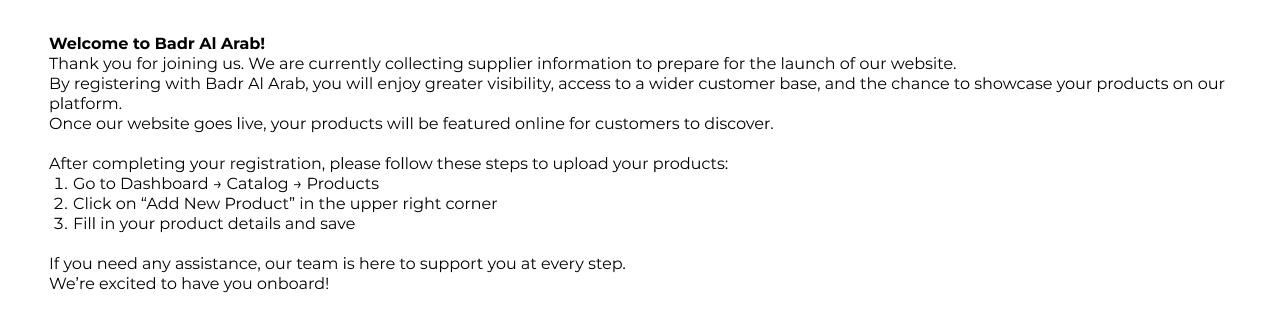 Welcome to Badr Al Arab!
Thank you for joining us. We are currently collecting supplier information to prepare for the launch of our website.
By registering with Badr Al Arab, you will enjoy greater visibility, access to a wider customer base, and the chance to showcase your products on our
platform.
Once our website goes live, your products will be featured online for customers to discover.
After completing your registration, please follow these steps to upload your products:
1. Go to Dashboard → Catalog → Products
2. Click on “Add New Product” in the upper right corner
3. Fill in your product details and save
If you need any assistance, our team is here to support you at every step.
We’re excited to have you onboard!